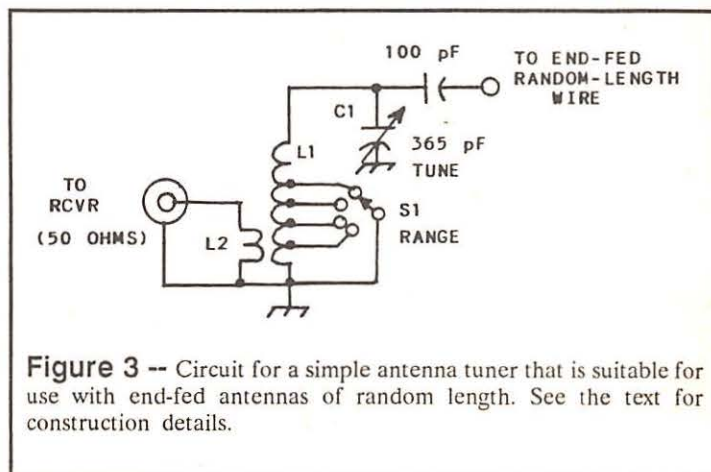 100 pF
TO END-FED
RANDOM-LENGTH
WIRE
C1
L1
365 pF
TUNE
TO
RCVR
(50 OHMS)
L2
S1
RANGE
Figure 3 -- Circuit for a simple antenna tuner that is suitable for
use with end-fed antennas of random length. See the text for
construction details.